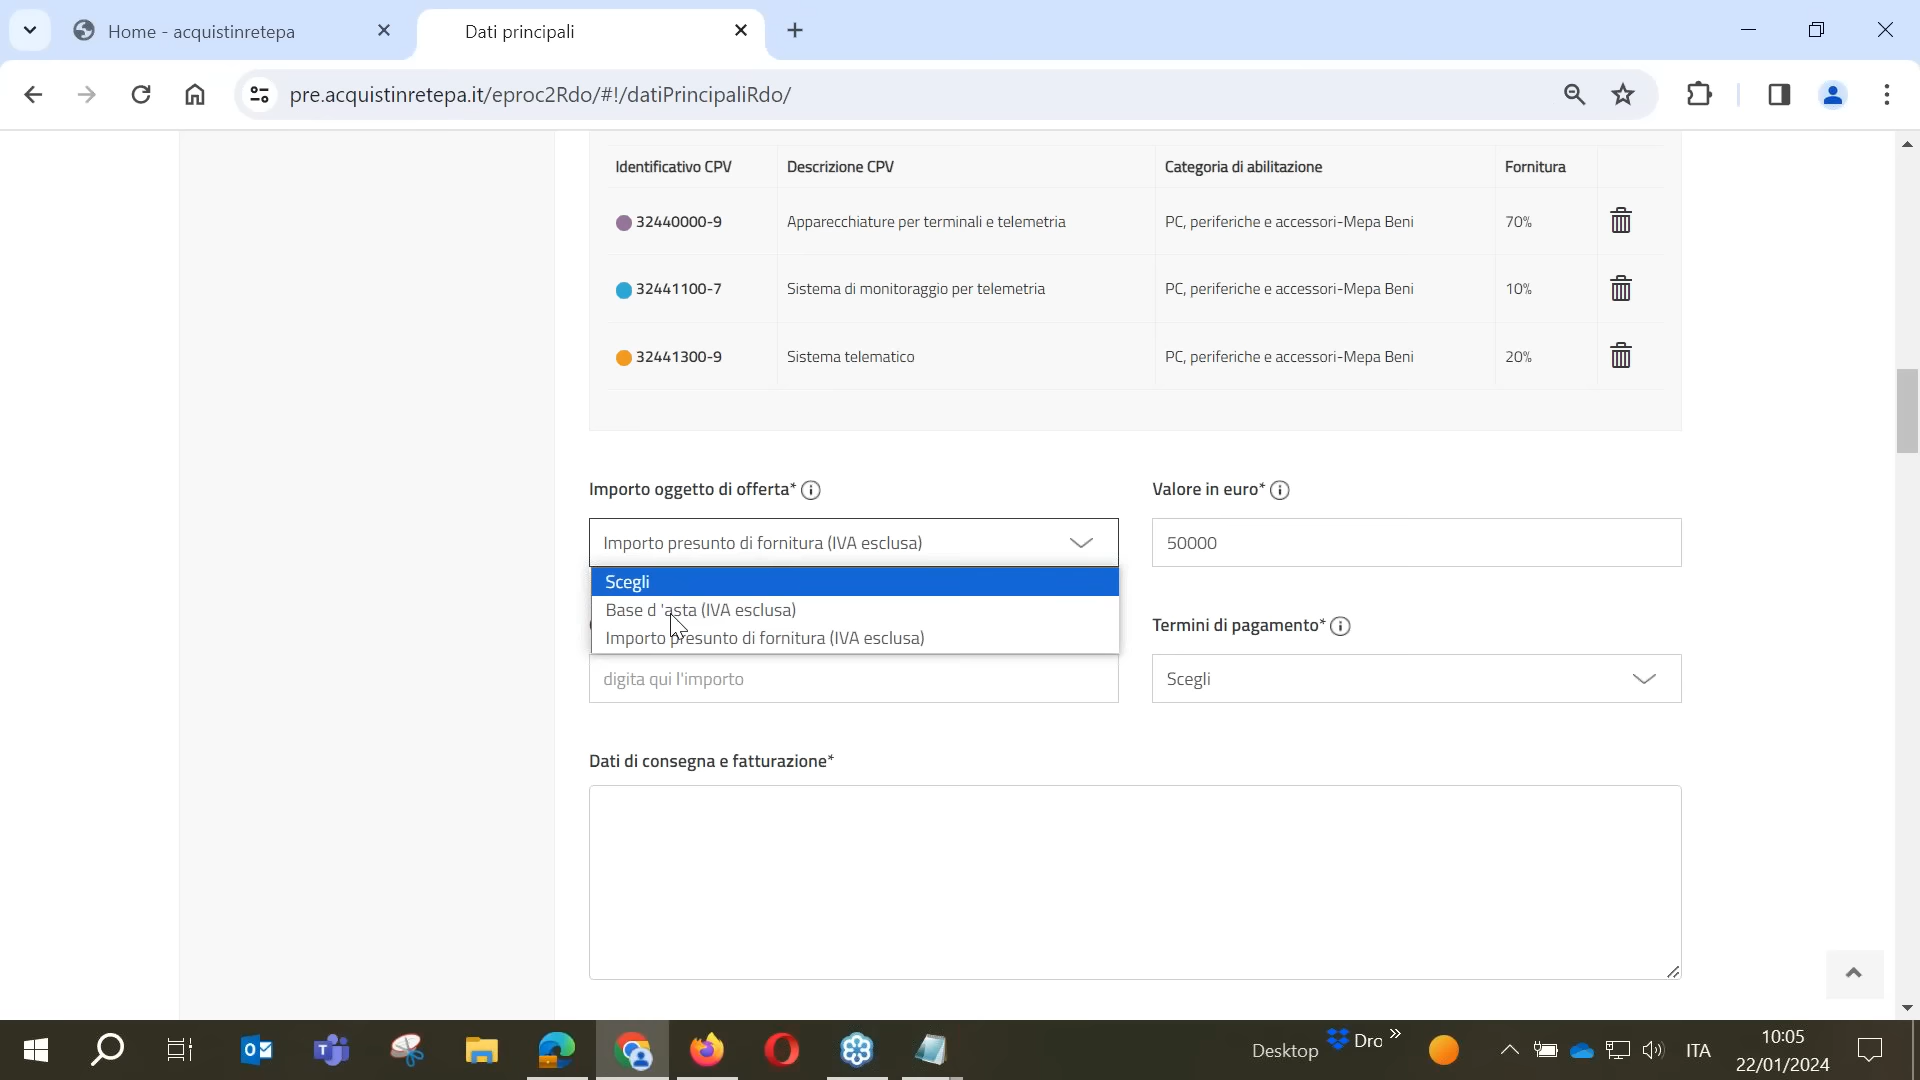 Home - acquistinretepa
Dati principali
pre.acquistinretepa.it/eproc2Rdo/#!/datiPrincipaliRdo/
Identificativo CPV Descrizione CPV Categoria di abilitazione Fornitura
32440000-9 Apparecchiature per terminali e telemetria PC, periferiche e accessori-Mepa Beni 70%
32441100-7 Sistema di monitoraggio per telemetria PC, periferiche e accessori-Mepa Beni 10%
32441300-9 Sistema telematico PC, periferiche e accessori-Mepa Beni 20%
Importo oggetto di offerta* Valore in euro*
Importo presunto di fornitura (IVA esclusa) 50000
Scegli
Base d 'asta (IVA esclusa)
Termini di pagamento*
Importo presunto di fornitura (IVA esclusa)
digita qui l'importo Scegli
Dati di consegna e fatturazione*
Desktop Dro » ITA 10:05
22/01/2024